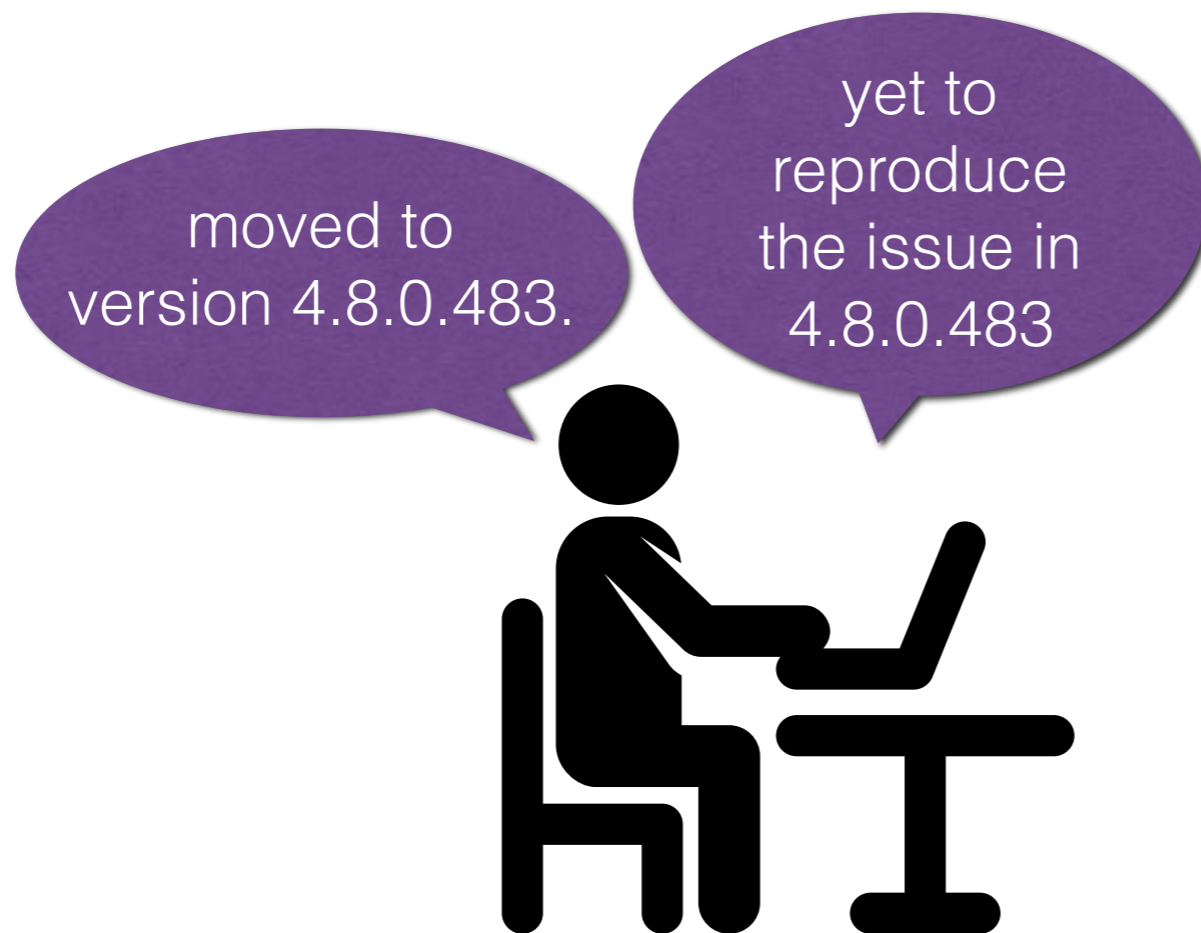 moved to
version 4.8.0.483.
yet to
reproduce
the issue in
4.8.0.483